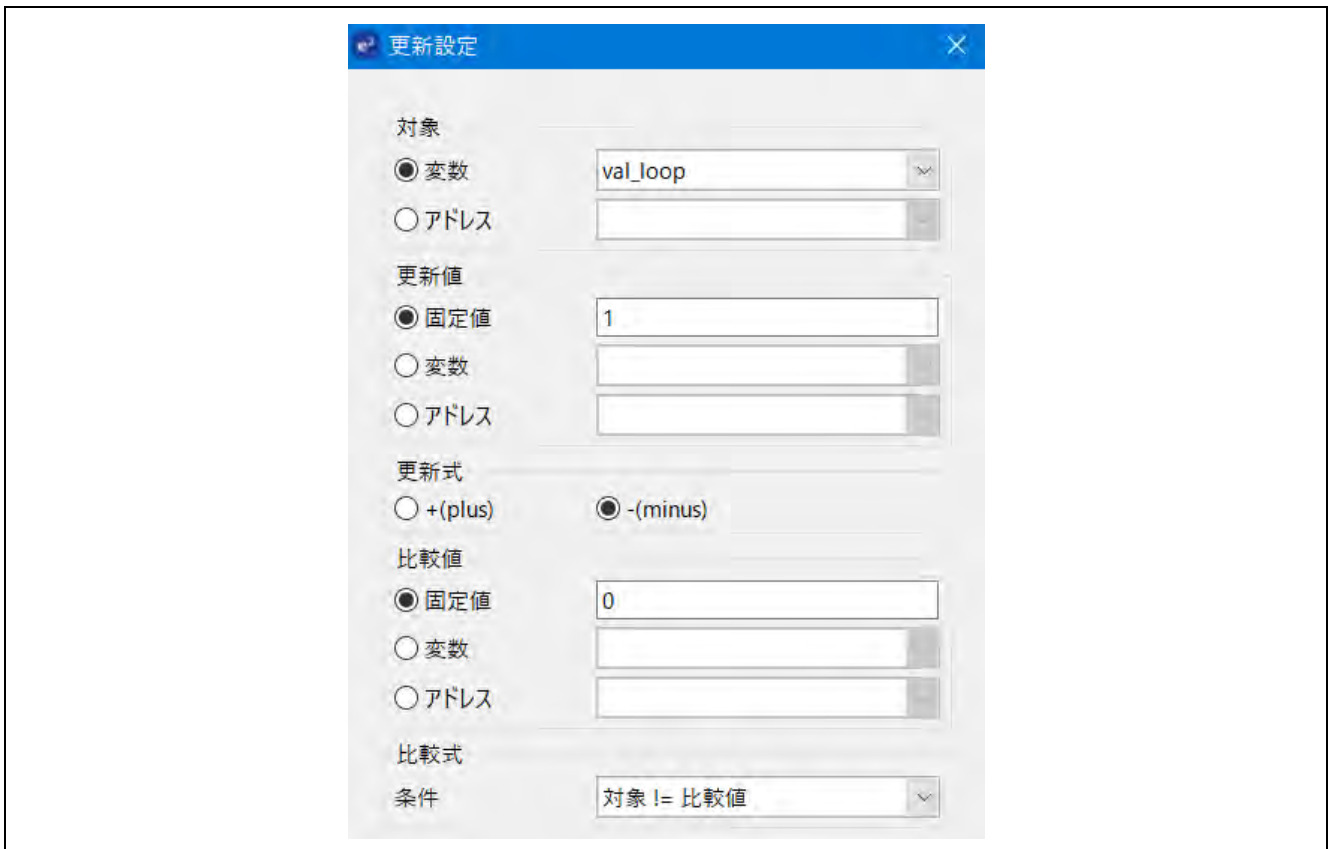 e² 更新設定
対象
変数 val_loop
アドレス
更新値
固定値 1
変数
アドレス
更新式
+(plus) -(minus)
比較値
固定値 0
変数
アドレス
比較式
条件 対象 != 比較値